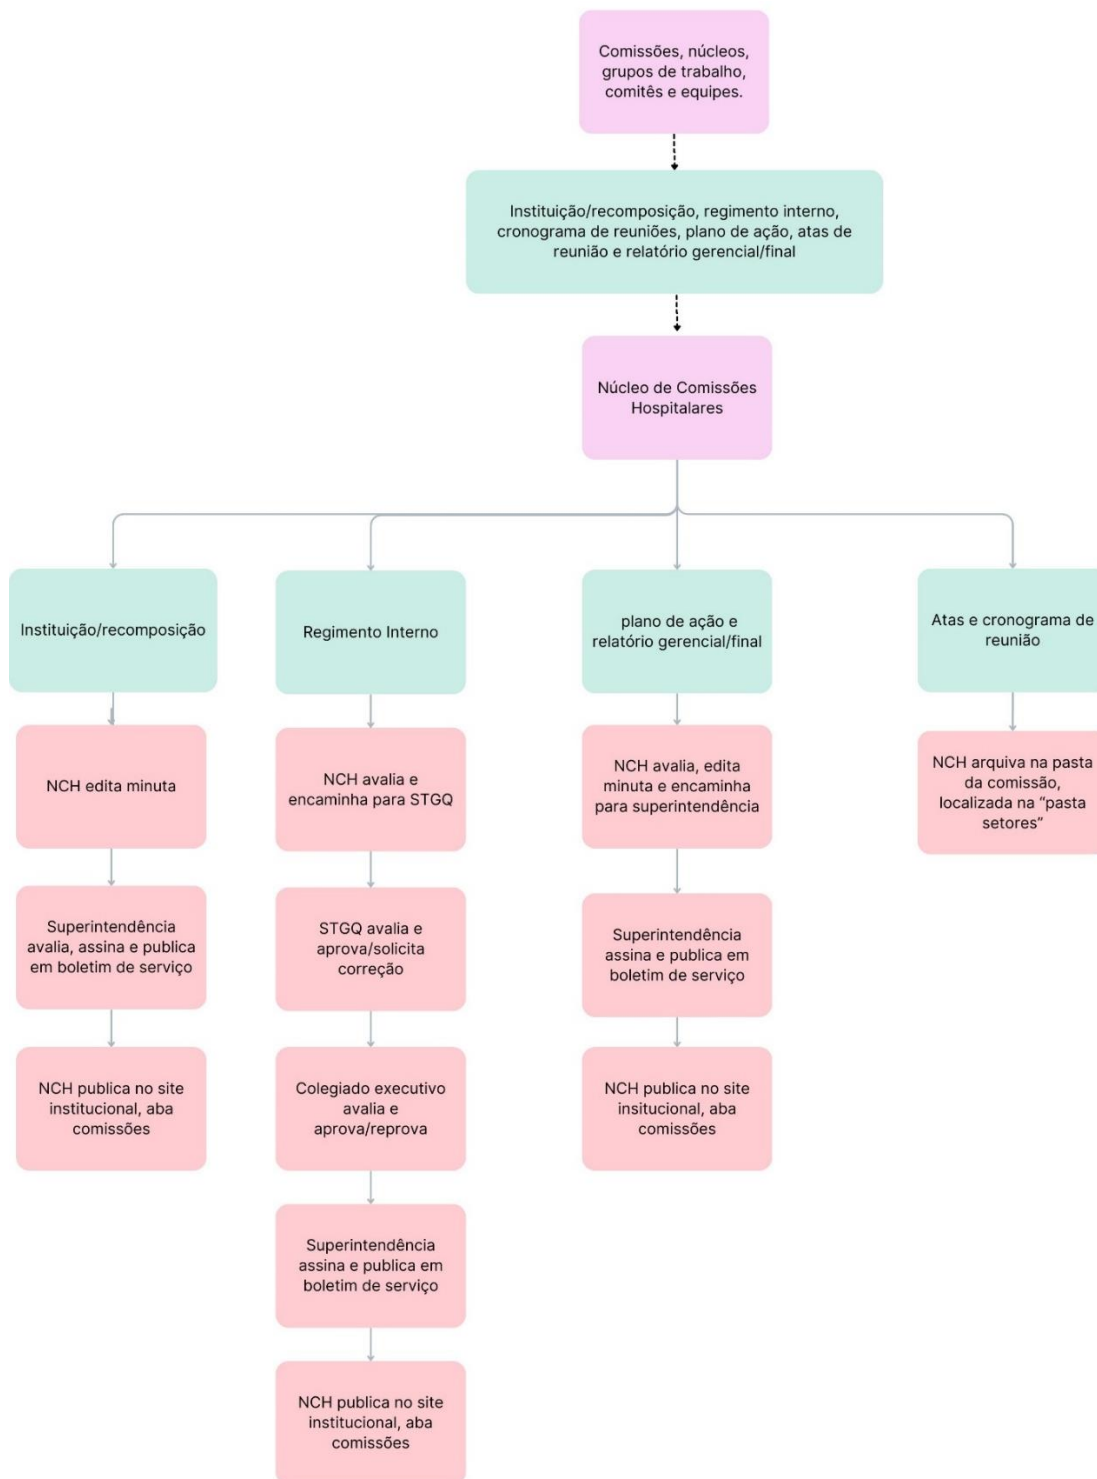 Comissões, núcleos,
grupos de trabalho,
comitês e equipes.
Instituição/recomposição, regimento interno,
cronograma de reuniões, plano de ação, atas de
reunião e relatório gerencial/final
Núcleo de Comissões
Hospitalares
Instituição/recomposição
Regimento Interno
plano de ação e
relatório gerencial/final
Atas e cronograma de
reunião
NCH edita minuta
NCH avalia e
encaminha para STGQ
NCH avalia, edita
minuta e encaminha
para superintendência
NCH arquiva na pasta
da comissão,
localizada na “pasta
setores”
Superintendência
avalia, assina e publica
em boletim de serviço
STGQ avalia e
aprova/solicita
correção
Superintendência
assina e publica em
boletim de serviço
NCH publica no site
institucional, aba
comissões
Colegiado executivo
avalia e
aprova/reprova
NCH publica no site
insitucional, aba
comissões
Superintendência
assina e publica em
boletim de serviço
NCH publica no site
institucional, aba
comissões